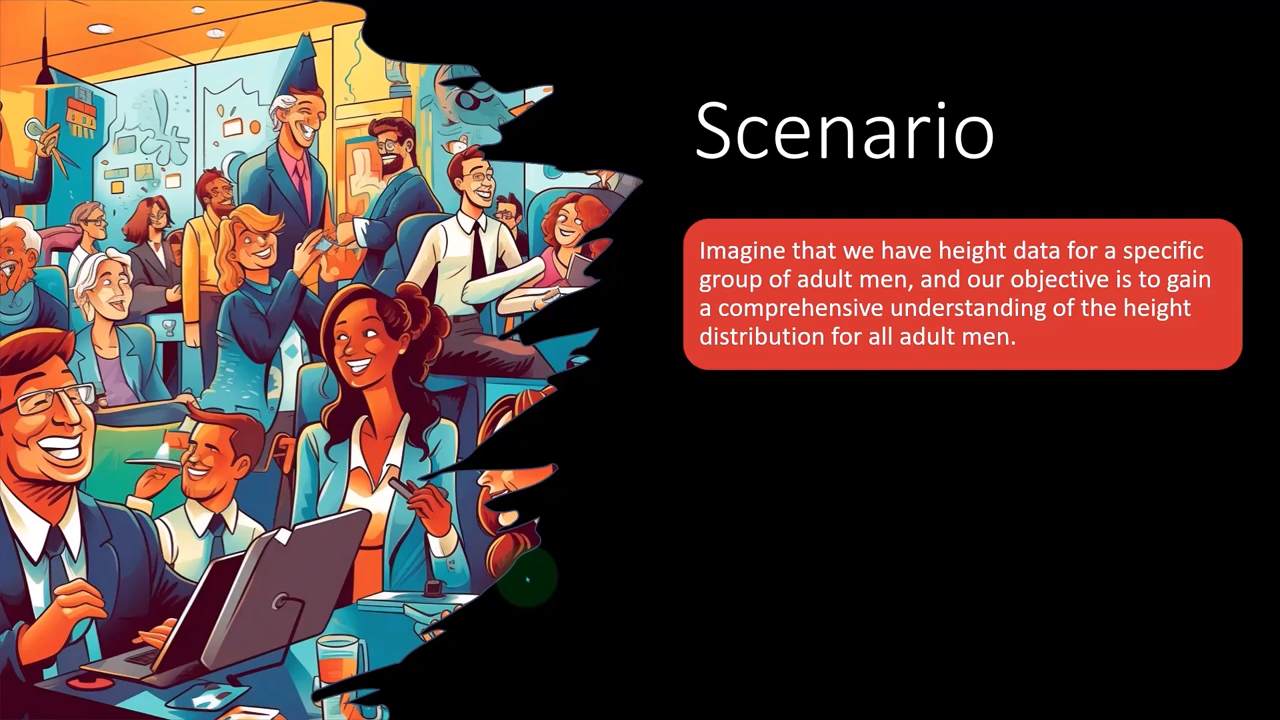 Scenario
Imagine that we have height data for a specific
group of adult men, and our objective is to gain
a comprehensive understanding of the height
distribution for all adult men.